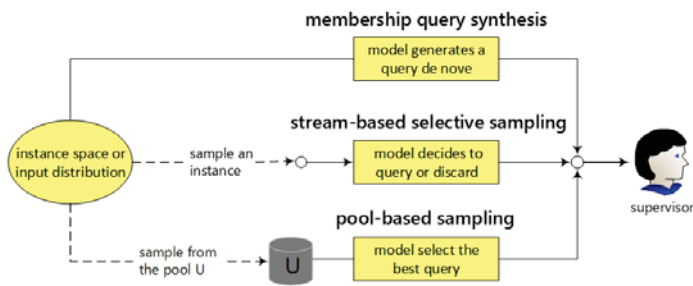 membership query synthesis
model generates a
query de nove
stream-based selective sampling
instance space or
input distribution
sample an
instance
model decides to
query or discard
supervisor
pool-based sampling
sample from
the pool U
U
model select the
best query